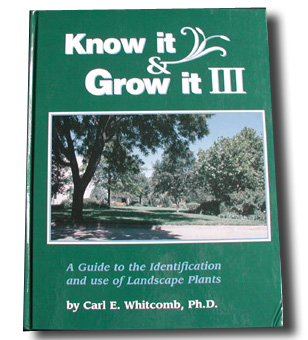 Know it
&
Grow it III
A Guide to the Identification
and use of Landscape Plants
by Carl E. Whitcomb, Ph.D.